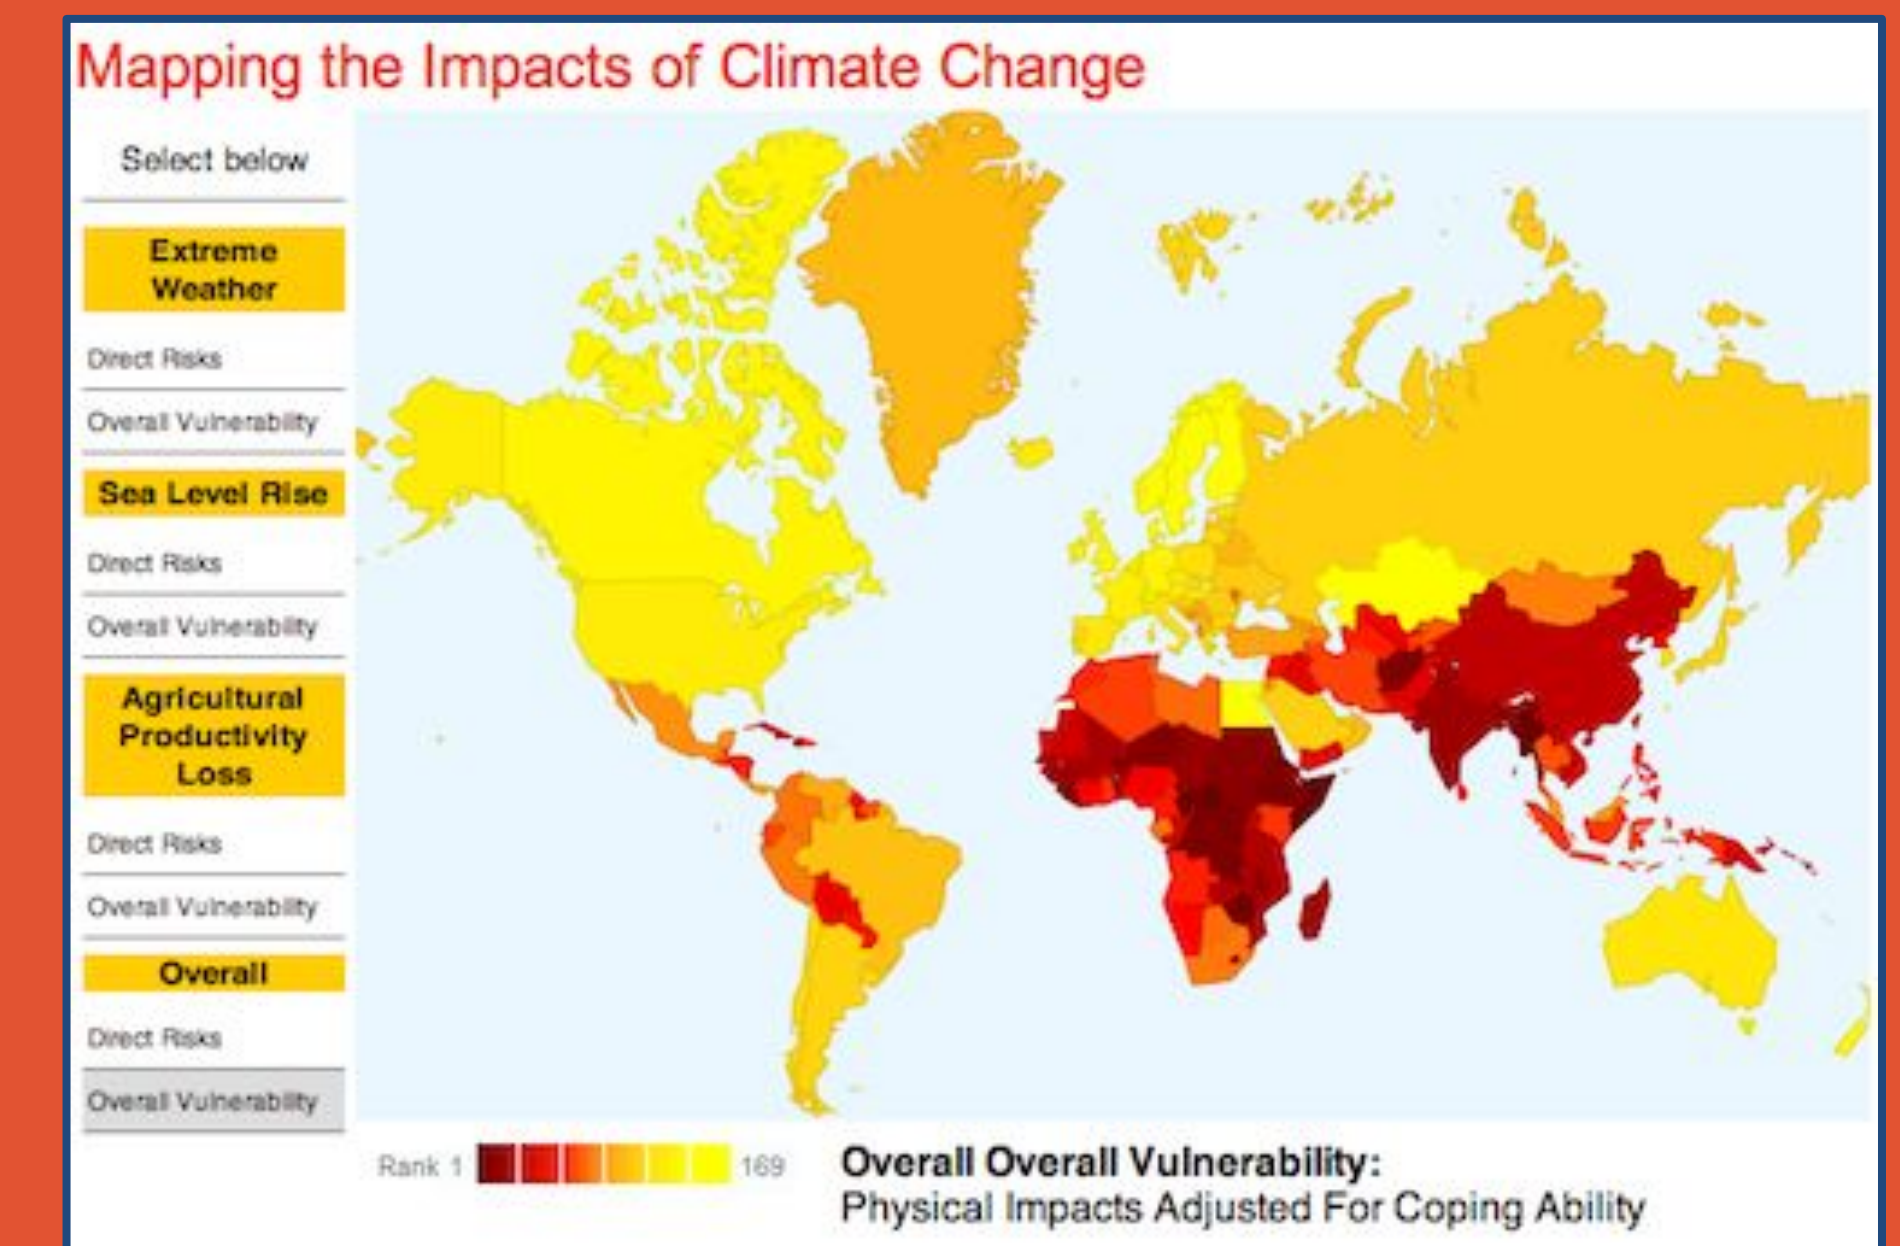 Mapping the Impacts of Climate Change
Select below
Extreme
Weather
Direct Risks
Overall Vulnerability
Sea Level Rise
Direct Risks
Overall Vulnerability
Agricultural
Productivity
Loss
Direct Risks
Overall Vulnerability
Overall
Direct Risks
Overall Vulnerability
Rank 1 169
Overall Overall Vulnerability:
Physical Impacts Adjusted For Coping Ability